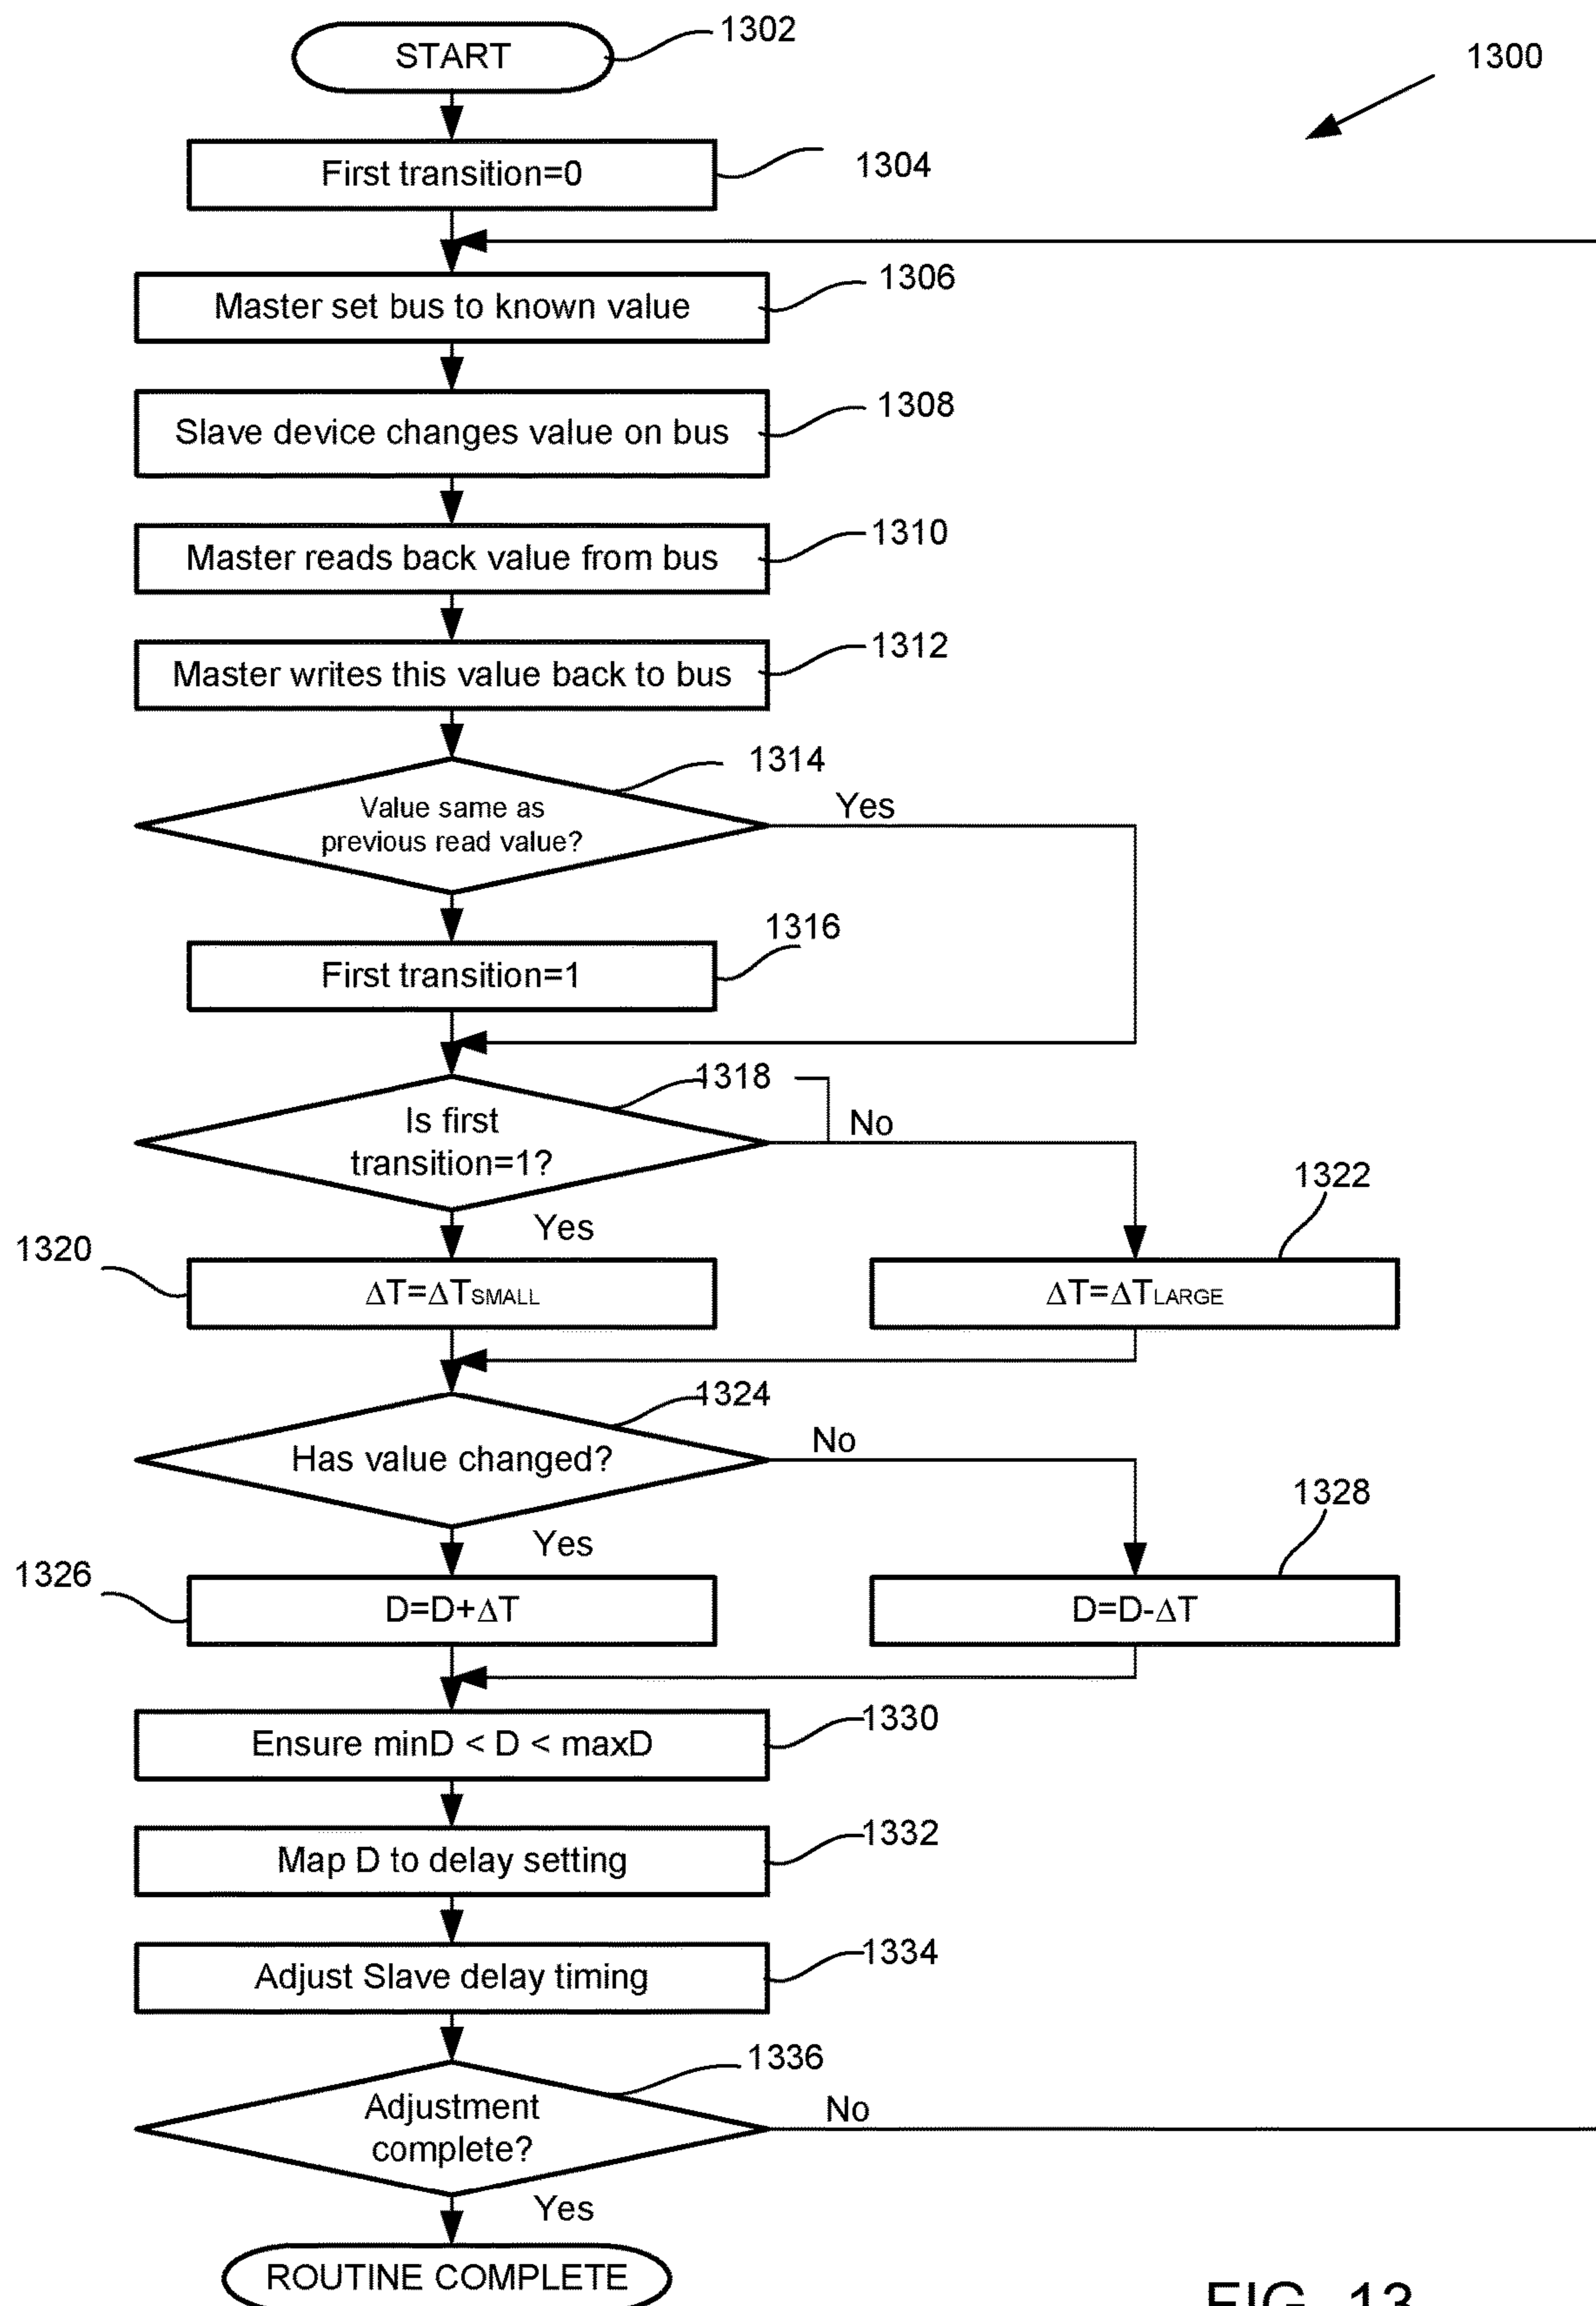 START
1302
1300
First transition=0
1304
Master set bus to known value
1306
Slave device changes value on bus
1308
Master reads back value from bus
1310
Master writes this value back to bus
1312
1314
Value same as
previous read value?
Yes
First transition=1
1316
1318
Is first
transition=1?
No
Yes
1320
ΔT=ΔTSMALL
1322
ΔT=ΔTLARGE
1324
Has value changed?
No
Yes
1326
D=D+ΔT
1328
D=D-ΔT
Ensure minD < D < maxD
1330
Map D to delay setting
1332
Adjust Slave delay timing
1334
1336
Adjustment
complete?
No
Yes
ROUTINE COMPLETE
FIG. 13